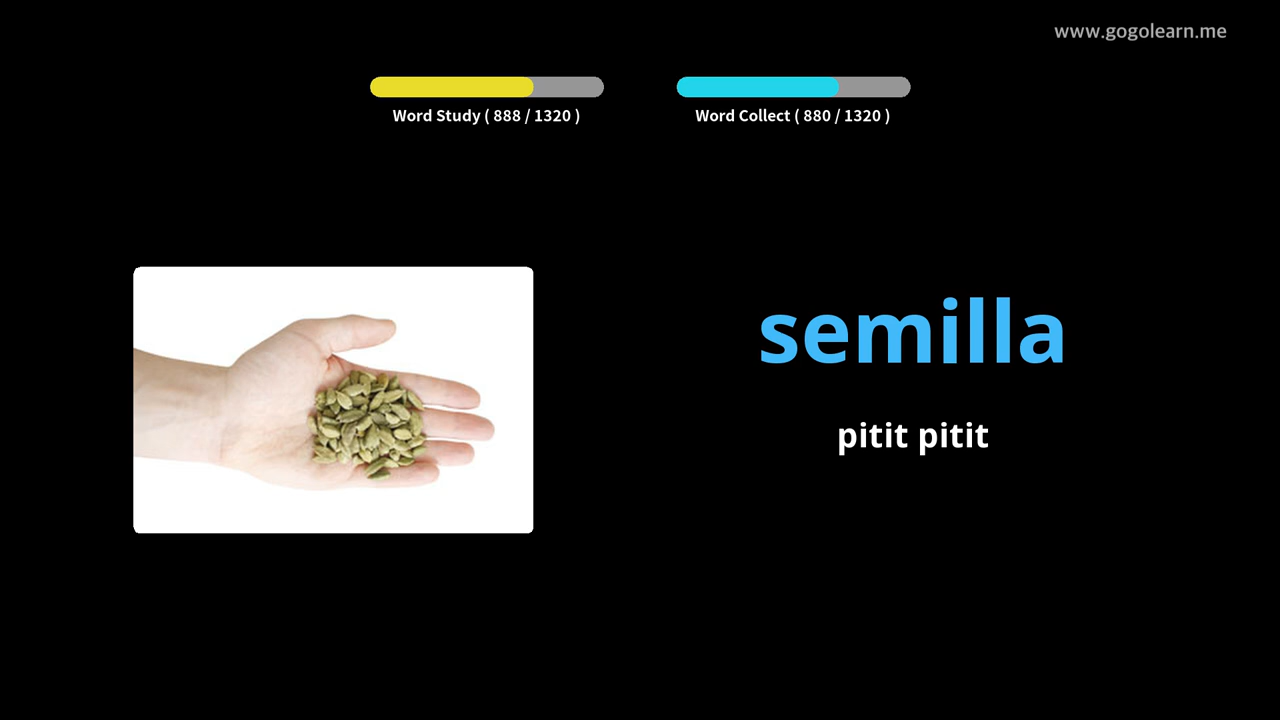 www.gogolearn.me
Word Study ( 888 / 1320 )
Word Collect ( 880 / 1320 )
semilla
pitit pitit